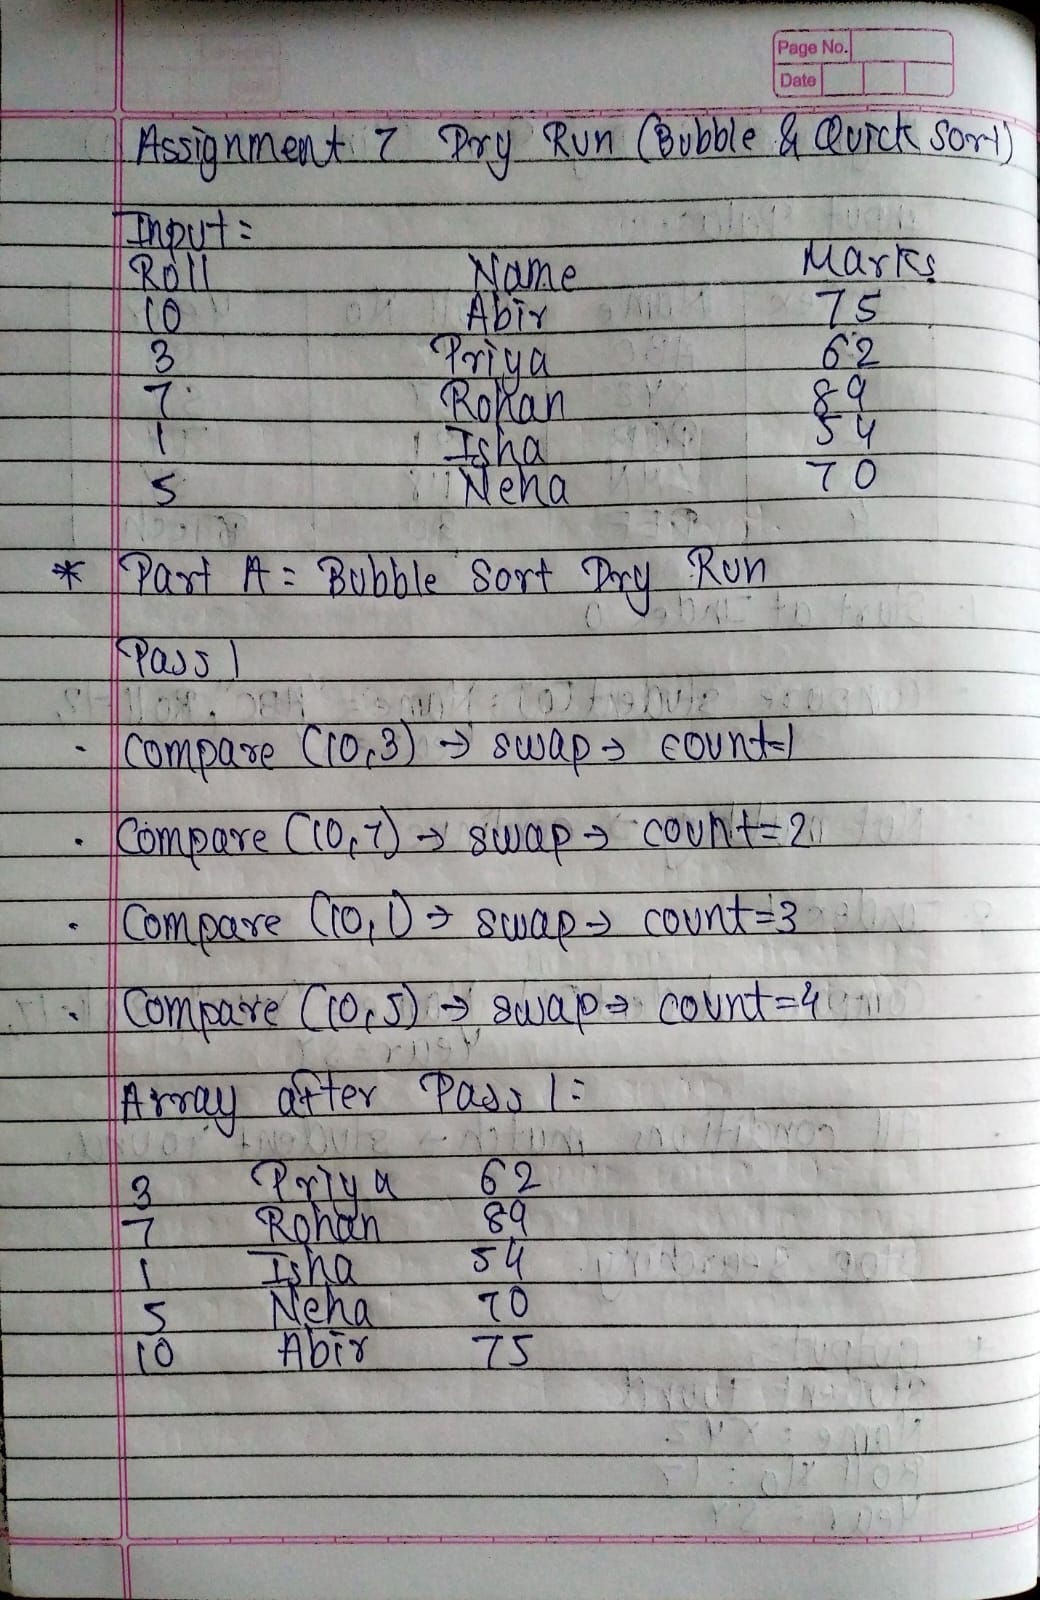 Page No.
Date
Assignment 7 Dry Run (Bubble & Quick Sort)
Input:
Roll Name Marks
10 Abir 75
3 Priya 62
7 Rohan 89
1 Isha 54
5 Neha 70
* Part A = Bubble Sort Dry Run
Pass 1
· Compare (10,3) → swap → count=1
· Compare (10,7) → swap → count=2
· Compare (10,1) → swap → count=3
· Compare (10,5) → swap → count=4
Array after Pass 1:
3 Priya 62
7 Rohan 89
1 Isha 54
5 Neha 70
10 Abir 75